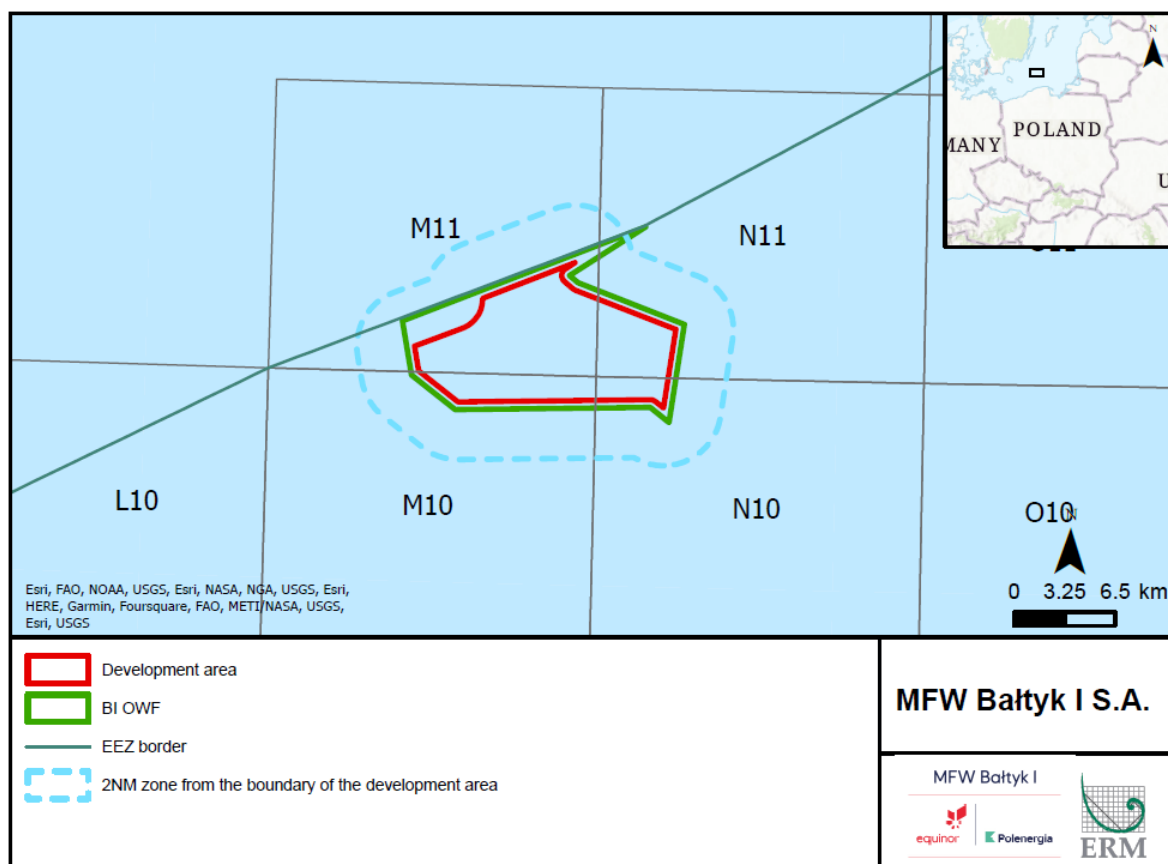 POLAND
MANY
U
M11
N11
L10
M10
N10
O10
N
N
0 3.25 6.5 km
Esri, FAO, NOAA, USGS, Esri, NASA, NGA, USGS, Esri,
HERE, Garmin, Foursquare, FAO, METI/NASA, USGS,
Esri, USGS
Development area
BI OWF
EEZ border
2NM zone from the boundary of the development area
MFW Bałtyk I S.A.
MFW Bałtyk I
equinor
Polenergia
ERM